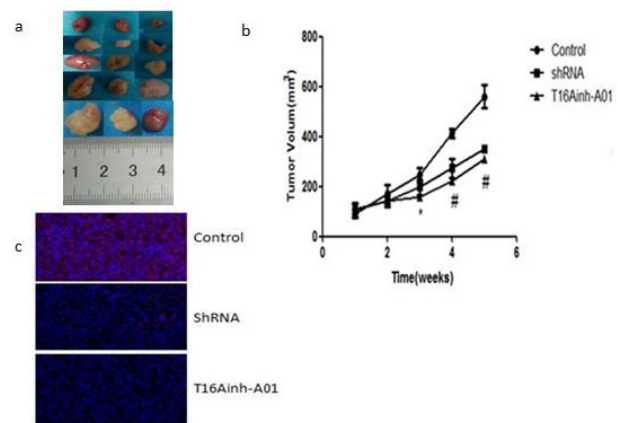 a
1 2 3 4
b
Tumor Volum(mm³)
800
600
400
200
0
0 2 4 6
Time(weeks)
Control
shRNA
T16Ainh-A01
*
#
#
c
Control
ShRNA
T16Ainh-A01